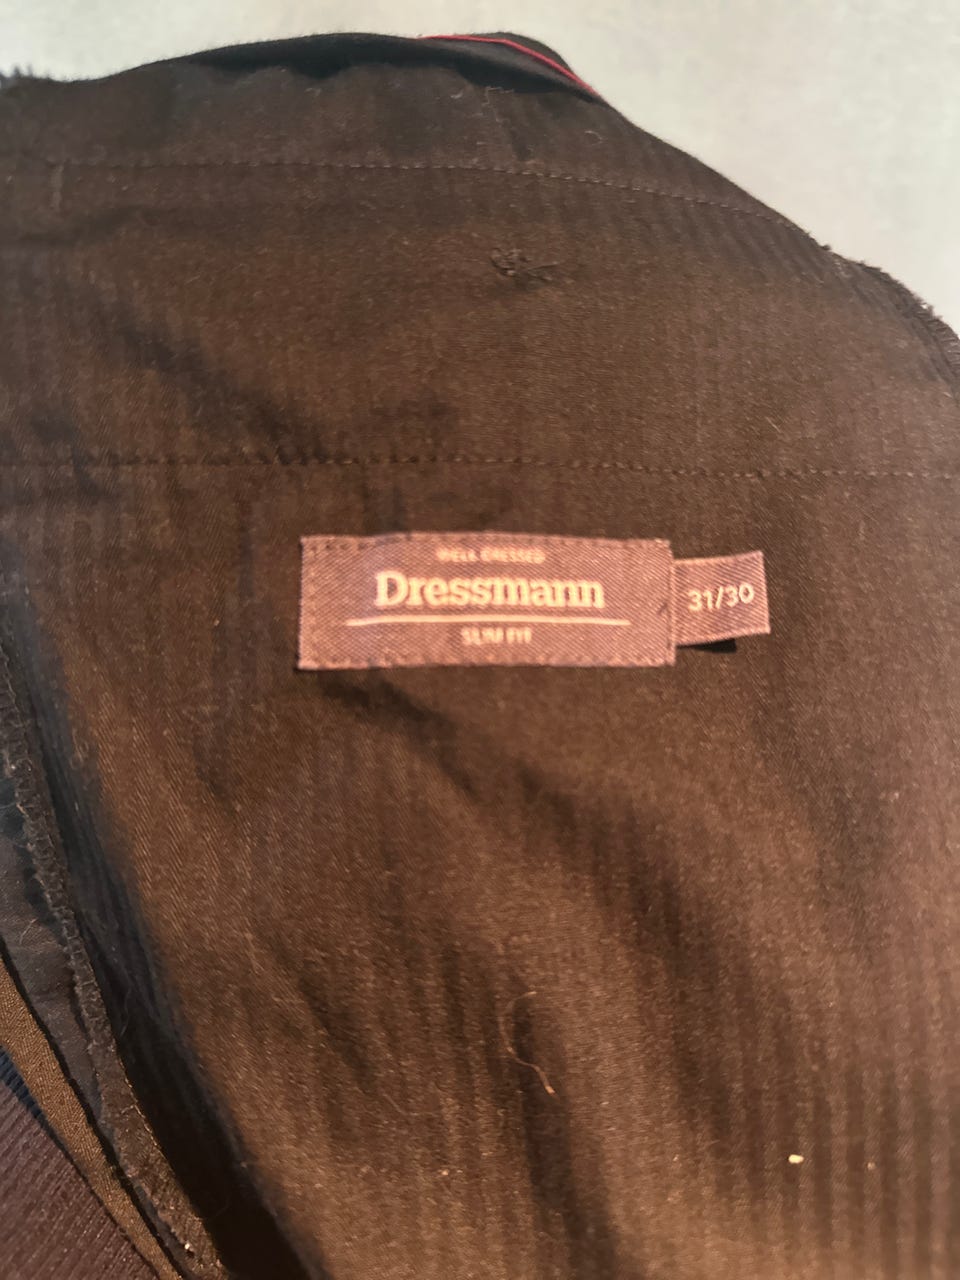 WELL DRESSED
Dressmann
SLIM FIT
31/30